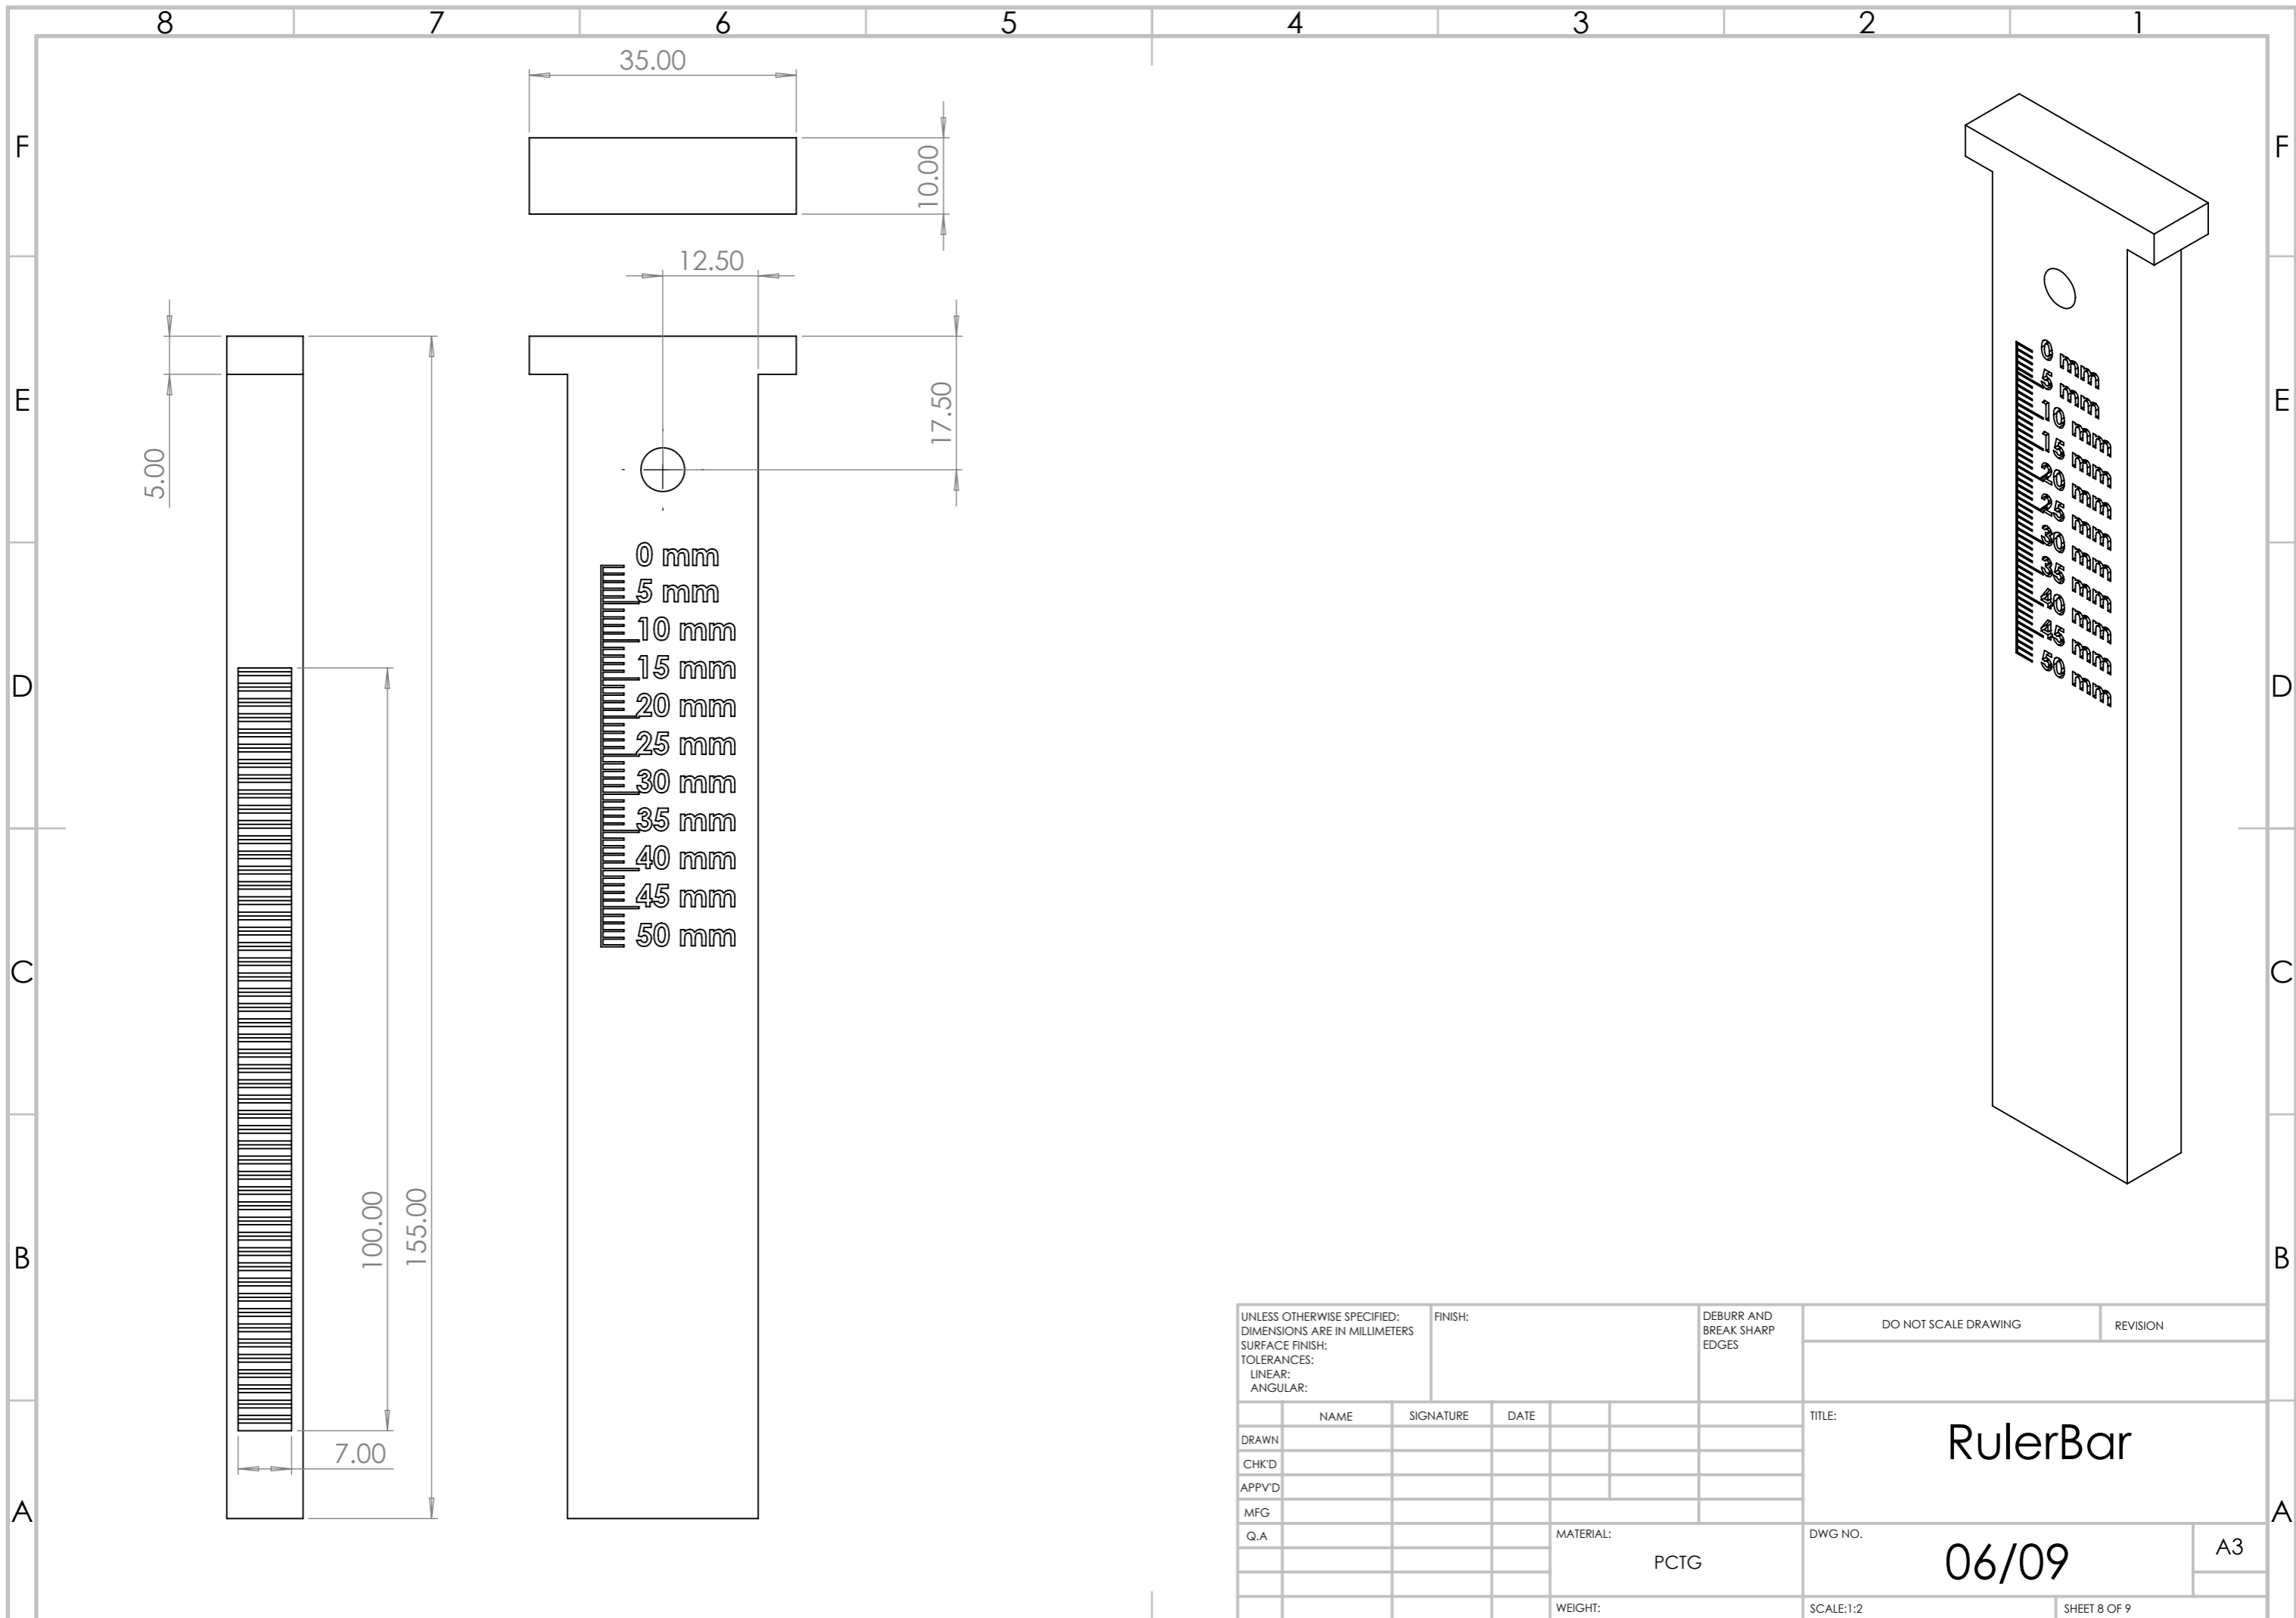 8 7 6 5 4 3 2 1
35.00
F F
10.00
12.50
E E
17.50
5.00
0 mm
5 mm
10 mm
15 mm
20 mm
25 mm
30 mm
35 mm
40 mm
45 mm
50 mm
0 mm
5 mm
10 mm
15 mm
20 mm
25 mm
30 mm
35 mm
40 mm
45 mm
50 mm
D D
C C
100.00
155.00
B B
7.00
A A
UNLESS OTHERWISE SPECIFIED:
DIMENSIONS ARE IN MILLIMETERS
SURFACE FINISH:
TOLERANCES:
LINEAR:
ANGULAR:
FINISH:
DEBURR AND
BREAK SHARP
EDGES
DO NOT SCALE DRAWING
REVISION
NAME SIGNATURE DATE
DRAWN
CHK'D
APPV'D
MFG
Q.A
TITLE:
RulerBar
MATERIAL:
PCTG
DWG NO.
06/09
A3
WEIGHT:
SCALE:1:2
SHEET 8 OF 9